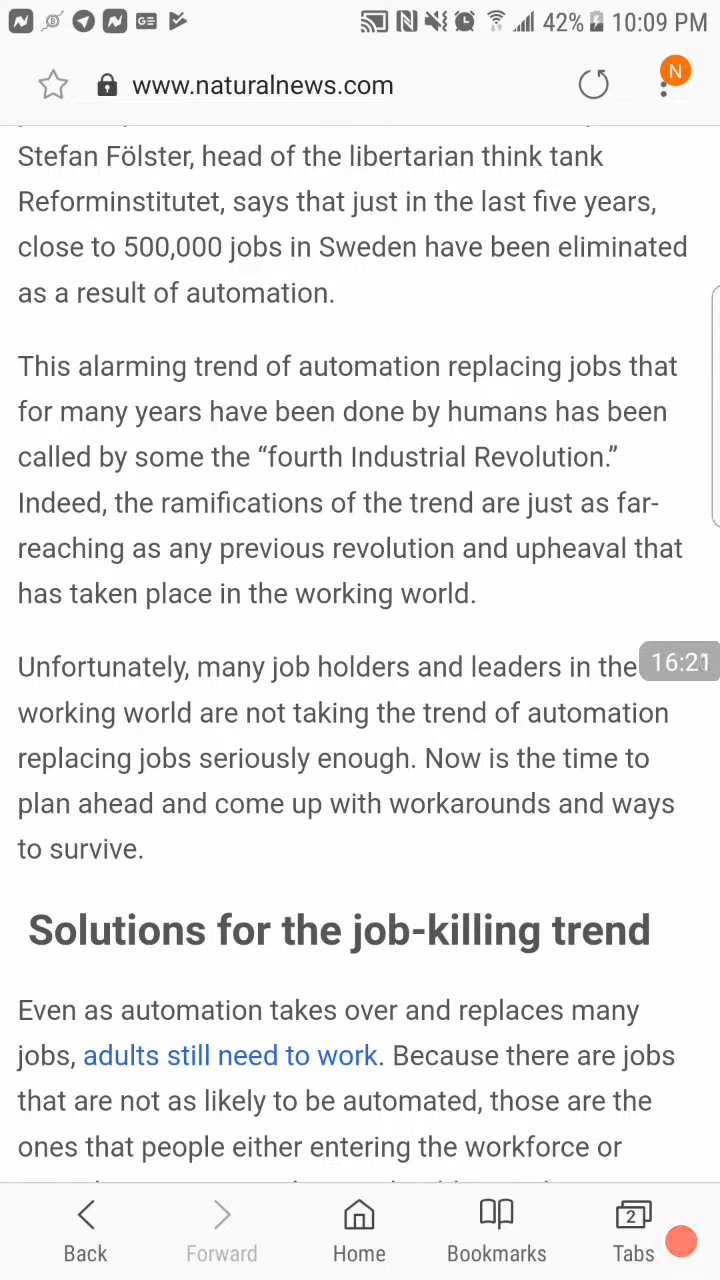 42% 10:09 PM
www.naturalnews.com
N
Stefan Fölster, head of the libertarian think tank
Reforminstitutet, says that just in the last five years,
close to 500,000 jobs in Sweden have been eliminated
as a result of automation.
This alarming trend of automation replacing jobs that
for many years have been done by humans has been
called by some the “fourth Industrial Revolution.”
Indeed, the ramifications of the trend are just as far-
reaching as any previous revolution and upheaval that
has taken place in the working world.
Unfortunately, many job holders and leaders in the
16:21
working world are not taking the trend of automation
replacing jobs seriously enough. Now is the time to
plan ahead and come up with workarounds and ways
to survive.
Solutions for the job-killing trend
Even as automation takes over and replaces many
jobs, adults still need to work. Because there are jobs
that are not as likely to be automated, those are the
ones that people either entering the workforce or
Back Forward Home Bookmarks 2 Tabs